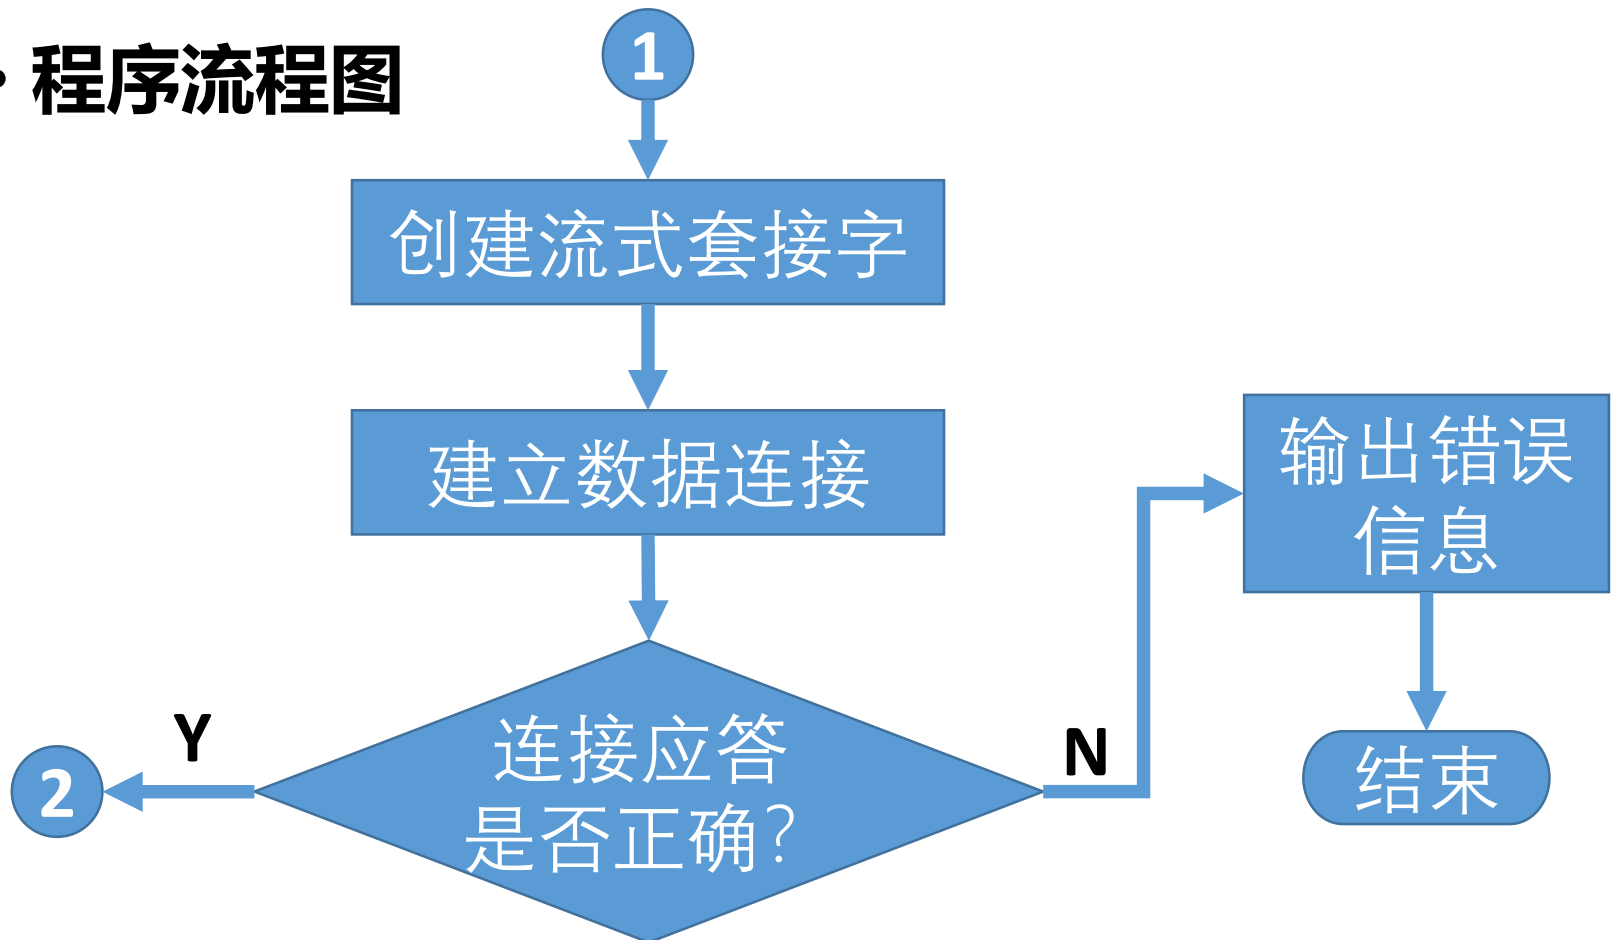 程序流程图
1
创建流式套接字
建立数据连接
输出错误
信息
连接应答
是否正确？
Y
N
2
结束